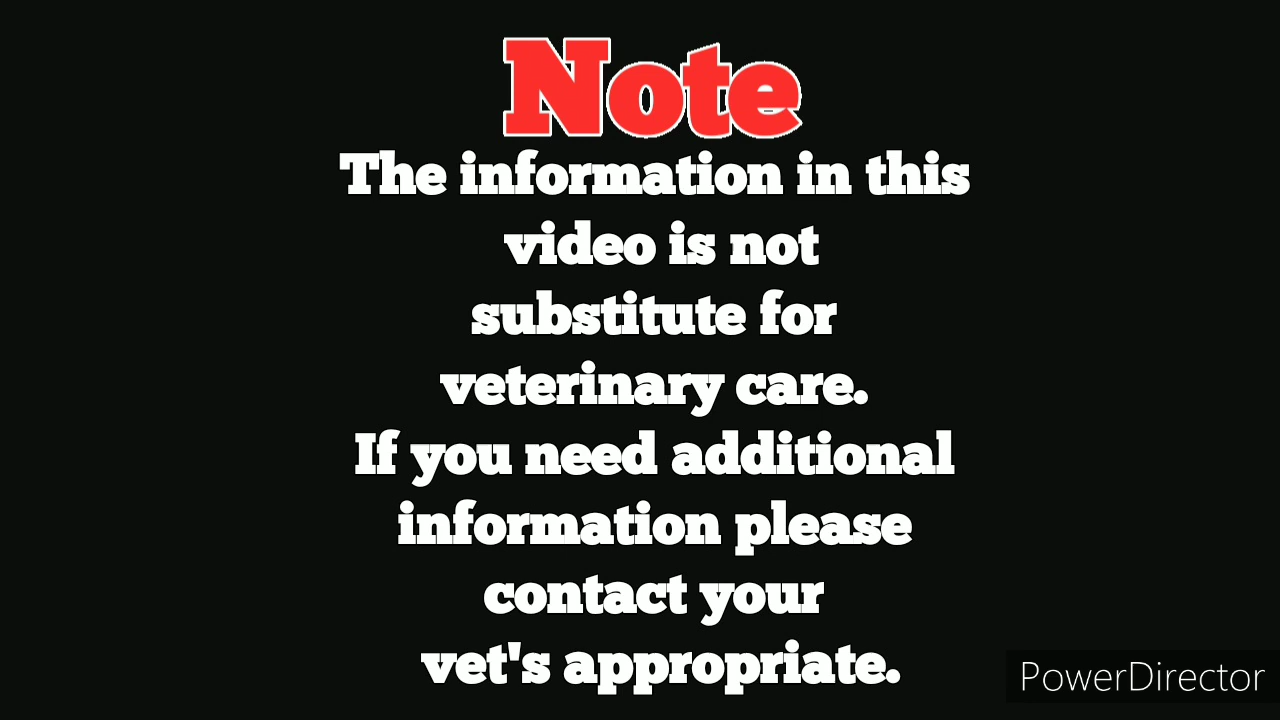 Note
The information in this
video is not
substitute for
veterinary care.
If you need additional
information please
contact your
vet's appropriate.
PowerDirector